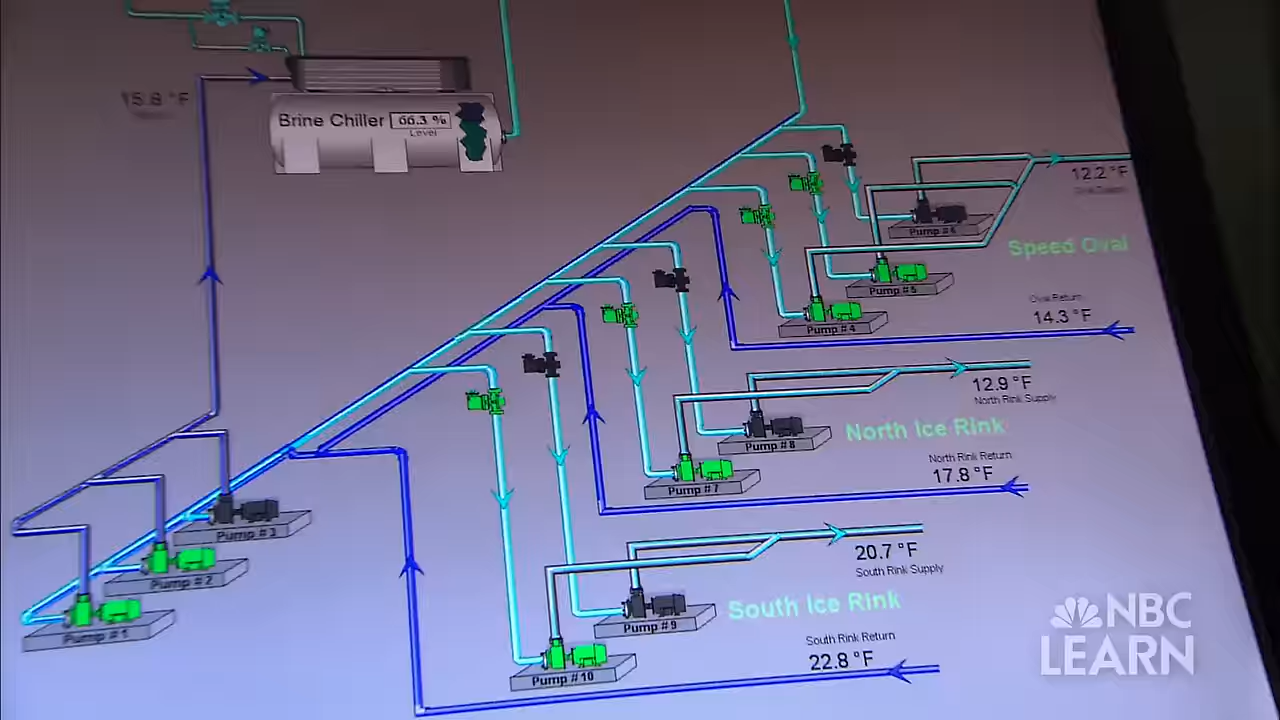 15.8 °F
Brine Chiller 66.3 %
Level
12.2 °F
Pump #6
Speed Oval
Pump #5
Oval Return
14.3 °F
Pump #4
12.9 °F
North Rink Supply
Pump #8
North Ice Rink
North Rink Return
17.8 °F
Pump #7
Pump #3
20.7 °F
South Rink Supply
Pump #2
South Ice Rink
Pump #9
Pump #1
South Rink Return
22.8 °F
Pump #10
NBC
LEARN